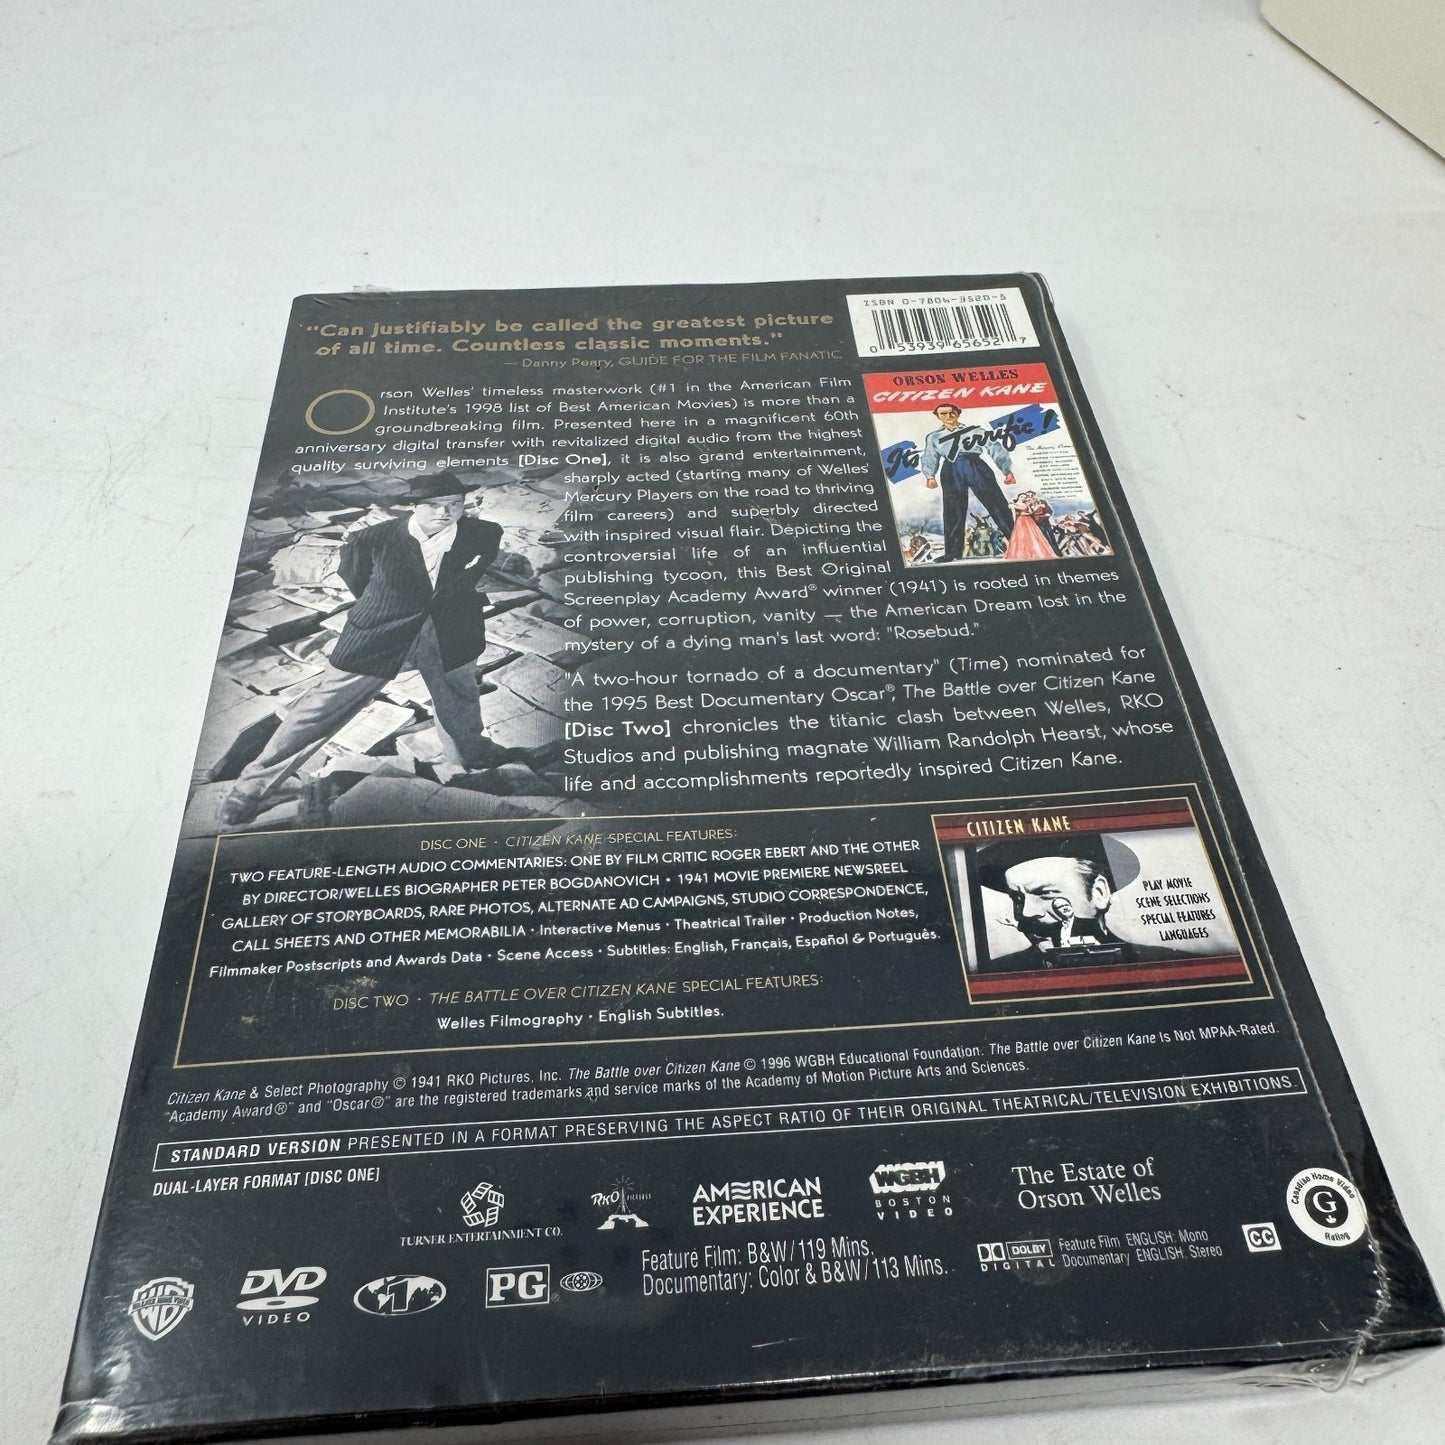 "Can justifiably be called the greatest picture
of all time. Countless classic moments."
— Danny Peary, GUIDE FOR THE FILM FANATIC
ISBN 0-7806-3520-5
0 53939 65652 7
Orson Welles' timeless masterwork (#1 in the American Film
Institute's 1998 list of Best American Movies) is more than a
groundbreaking film. Presented here in a magnificent 60th
anniversary digital transfer with revitalized digital audio from the highest
quality surviving elements [Disc One], it is also grand entertainment,
sharply acted (starting many of Welles'
Mercury Players on the road to thriving
film careers) and superbly directed
with inspired visual flair. Depicting the
controversial life of an influential
publishing tycoon, this Best Original
Screenplay Academy Award® winner (1941) is rooted in themes
of power, corruption, vanity — the American Dream lost in the
mystery of a dying man's last word: "Rosebud."
ORSON WELLES
CITIZEN KANE
It's Terrific!
"A two-hour tornado of a documentary" (Time) nominated for
the 1995 Best Documentary Oscar®, The Battle over Citizen Kane
[Disc Two] chronicles the titanic clash between Welles, RKO
Studios and publishing magnate William Randolph Hearst, whose
life and accomplishments reportedly inspired Citizen Kane.
DISC ONE · CITIZEN KANE SPECIAL FEATURES:
TWO FEATURE-LENGTH AUDIO COMMENTARIES: ONE BY FILM CRITIC ROGER EBERT AND THE OTHER
BY DIRECTOR/WELLES BIOGRAPHER PETER BOGDANOVICH · 1941 MOVIE PREMIERE NEWSREEL
GALLERY OF STORYBOARDS, RARE PHOTOS, ALTERNATE AD CAMPAIGNS, STUDIO CORRESPONDENCE,
CALL SHEETS AND OTHER MEMORABILIA · Interactive Menus · Theatrical Trailer · Production Notes,
Filmmaker Postscripts and Awards Data · Scene Access · Subtitles: English, Français, Español & Português.
DISC TWO · THE BATTLE OVER CITIZEN KANE SPECIAL FEATURES:
Welles Filmography · English Subtitles.
CITIZEN KANE
PLAY MOVIE
SCENE SELECTIONS
SPECIAL FEATURES
LANGUAGES
Citizen Kane & Select Photography © 1941 RKO Pictures, Inc. The Battle over Citizen Kane © 1996 WGBH Educational Foundation. The Battle over Citizen Kane Is Not MPAA-Rated.
"Academy Award®" and "Oscar®" are the registered trademarks and service marks of the Academy of Motion Picture Arts and Sciences.
STANDARD VERSION PRESENTED IN A FORMAT PRESERVING THE ASPECT RATIO OF THEIR ORIGINAL THEATRICAL/TELEVISION EXHIBITIONS.
DUAL-LAYER FORMAT [DISC ONE]
TURNER ENTERTAINMENT CO.
RKO PICTURES
AMERICAN
EXPERIENCE
WGBH
BOSTON
VIDEO
The Estate of
Orson Welles
Canadian Home Video
G
Rating
DVD
VIDEO
1
PG
Feature Film: B&W/119 Mins.
Documentary: Color & B&W/113 Mins.
DOLBY
DIGITAL
Feature Film ENGLISH: Mono
Documentary ENGLISH: Stereo
CC